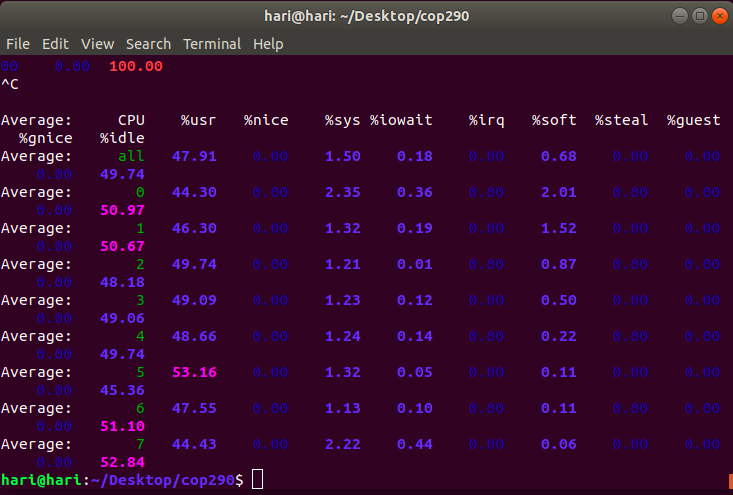 hari@hari: ~/Desktop/cop290
File Edit View Search Terminal Help
00 0.00 100.00
^C
Average: CPU %usr %nice %sys %iowait %irq %soft %steal %guest
%gnice %idle
Average: all 47.91 0.00 1.50 0.18 0.00 0.68 0.00 0.00
0.00 49.74
Average: 0 44.30 0.00 2.35 0.36 0.00 2.01 0.00 0.00
0.00 50.97
Average: 1 46.30 0.00 1.32 0.19 0.00 1.52 0.00 0.00
0.00 50.67
Average: 2 49.74 0.00 1.21 0.01 0.00 0.87 0.00 0.00
0.00 48.18
Average: 3 49.09 0.00 1.23 0.12 0.00 0.50 0.00 0.00
0.00 49.06
Average: 4 48.66 0.00 1.24 0.14 0.00 0.22 0.00 0.00
0.00 49.74
Average: 5 53.16 0.00 1.32 0.05 0.00 0.11 0.00 0.00
0.00 45.36
Average: 6 47.55 0.00 1.13 0.10 0.00 0.11 0.00 0.00
0.00 51.10
Average: 7 44.43 0.00 2.22 0.44 0.00 0.06 0.00 0.00
0.00 52.84
hari@hari:~/Desktop/cop290$